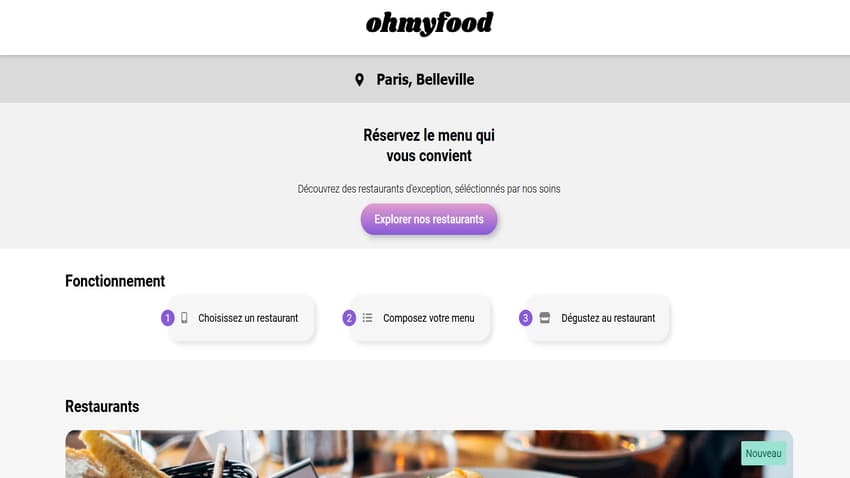 ohmyfood
Paris, Belleville
Réservez le menu qui
vous convient
Découvrez des restaurants d'exception, séléctionnés par nos soins
Explorer nos restaurants
Fonctionnement
1 Choisissez un restaurant
2 Composez votre menu
3 Dégustez au restaurant
Restaurants
Nouveau